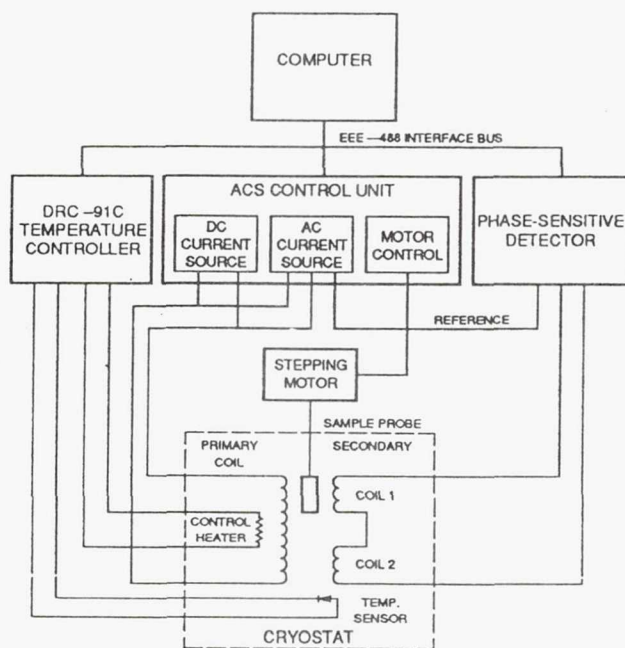 COMPUTER
EEE-488 INTERFACE BUS
DRC-91C
TEMPERATURE
CONTROLLER
ACS CONTROL UNIT
DC
CURRENT
SOURCE
AC
CURRENT
SOURCE
MOTOR
CONTROL
PHASE-SENSITIVE
DETECTOR
REFERENCE
STEPPING
MOTOR
SAMPLE PROBE
PRIMARY
COIL
SECONDARY
COIL 1
CONTROL
HEATER
COIL 2
TEMP.
SENSOR
CRYOSTAT